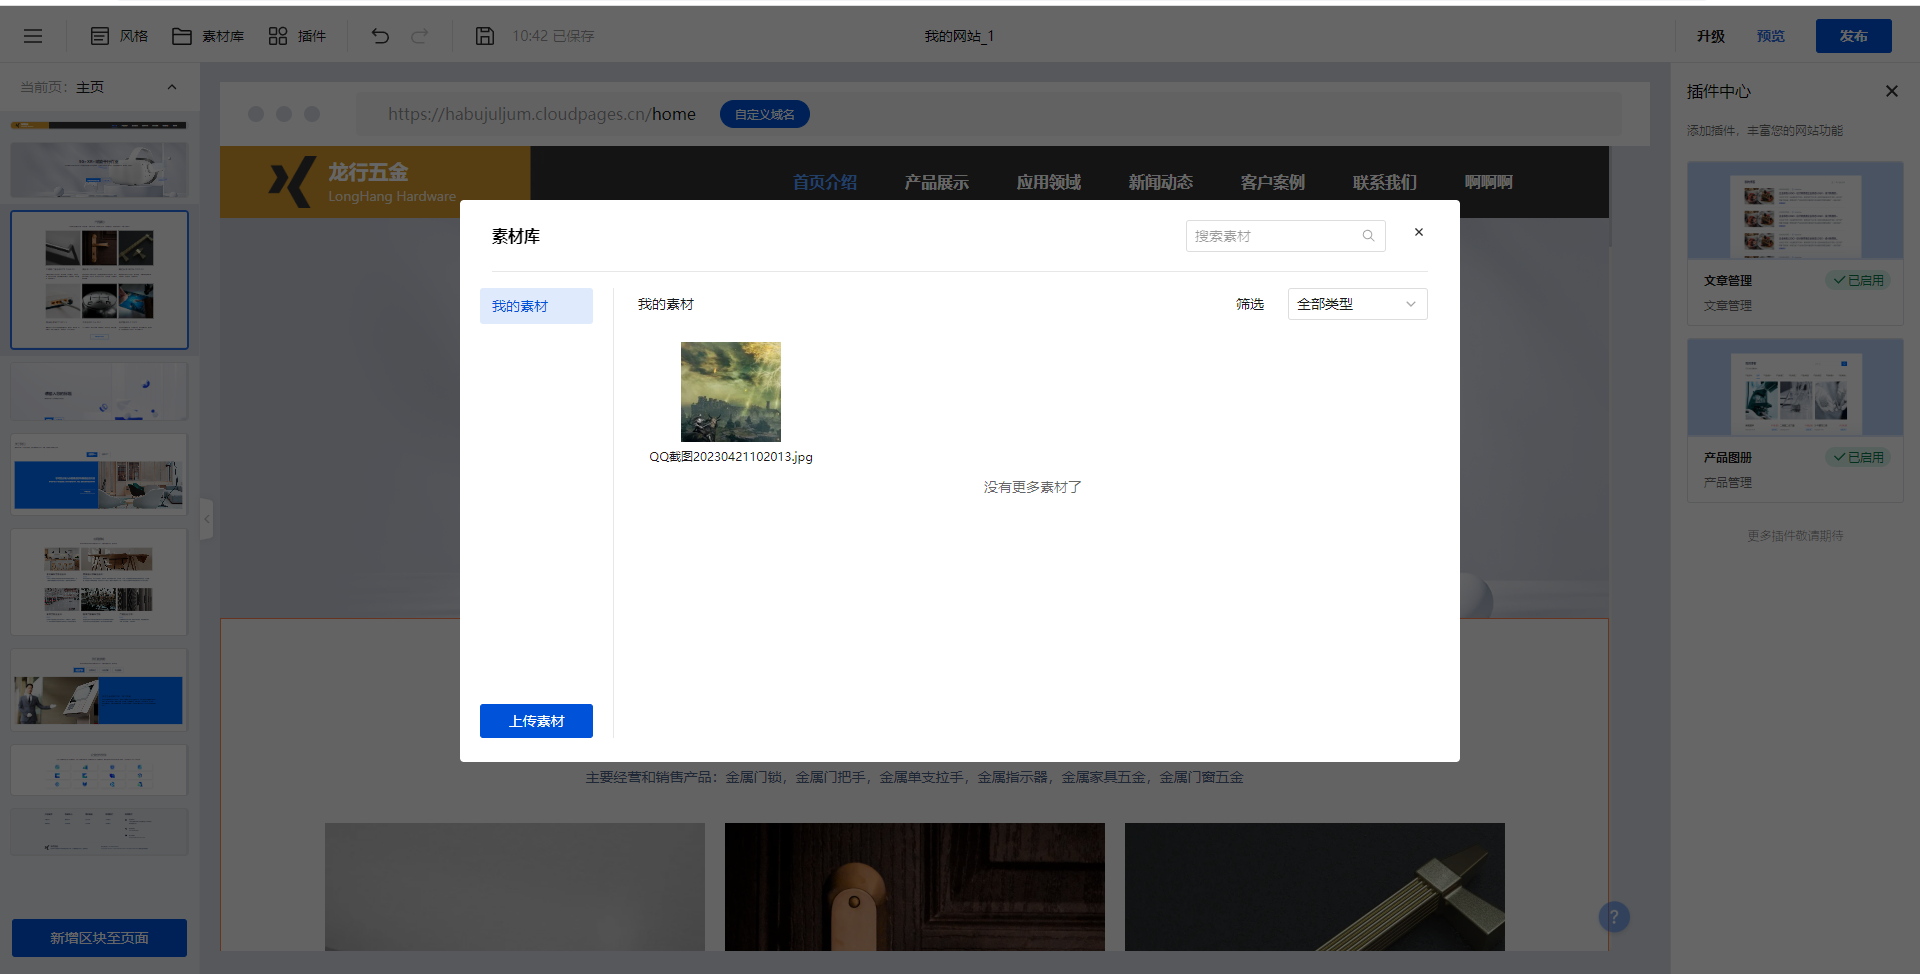 风格
素材库
插件
10:42 已保存
我的网站_1
升级
预览
发布
当前页：主页
https://habujuljum.cloudpages.cn/home
自定义域名
龙行五金
LongHang Hardware
首页介绍
产品展示
应用领域
新闻动态
客户案例
联系我们
啊啊啊
素材库
搜索素材
我的素材
我的素材
筛选
全部类型
QQ截图20230421102013.jpg
没有更多素材了
上传素材
主要经营和销售产品：金属门锁，金属门把手，金属单支拉手，金属指示器，金属家具五金，金属门窗五金
新增区块至页面
插件中心
添加插件，丰富您的网站功能
文章管理
已启用
文章管理
产品图册
已启用
产品管理
更多插件敬请期待
?